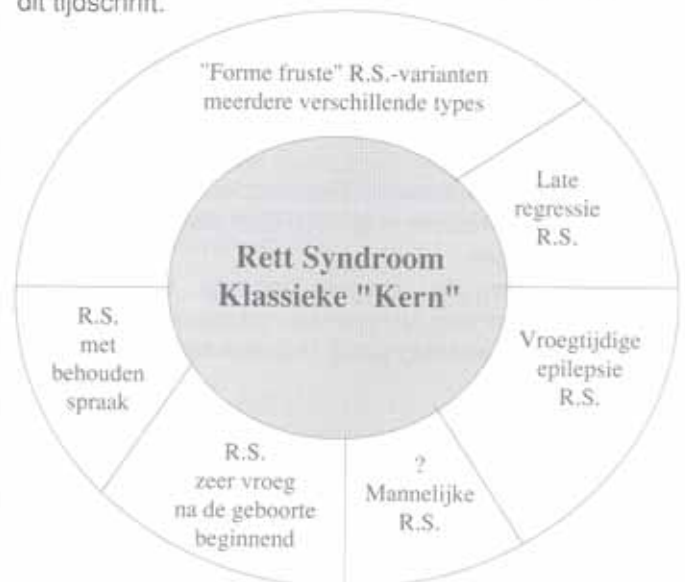 dit tijdschrift.
"Forme fruste" R.S.-varianten
meerdere verschillende types
Late
regressie
R.S.
Rett Syndroom
Klassieke "Kern"
R.S.
met
behouden
spraak
Vroegtijdige
epilepsie
R.S.
R.S.
zeer vroeg
na de geboorte
beginnend
?
Mannelijke
R.S.